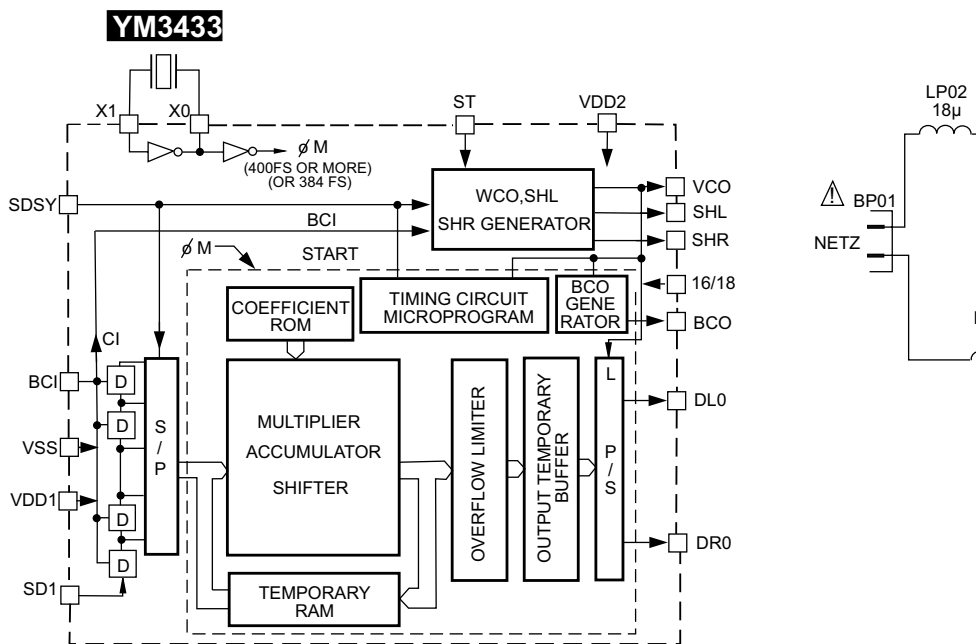 YM3433
X1
X0
ST
VDD2
ø M
(400FS OR MORE)
(OR 384 FS)
SDSY
WCO,SHL
SHR GENERATOR
VCO
SHL
SHR
BCI
ø M
START
16/18
COEFFICIENT
ROM
TIMING CIRCUIT
MICROPROGRAM
BCO
GENE
RATOR
BCO
CI
BCI
D
D
D
D
S
/
P
VSS
VDD1
SD1
MULTIPLIER
ACCUMULATOR
SHIFTER
OVERFLOW LIMITER
OUTPUT TEMPORARY
BUFFER
L
P
/
S
DL0
DR0
TEMPORARY
RAM
LP02
18µ
BP01
NETZ